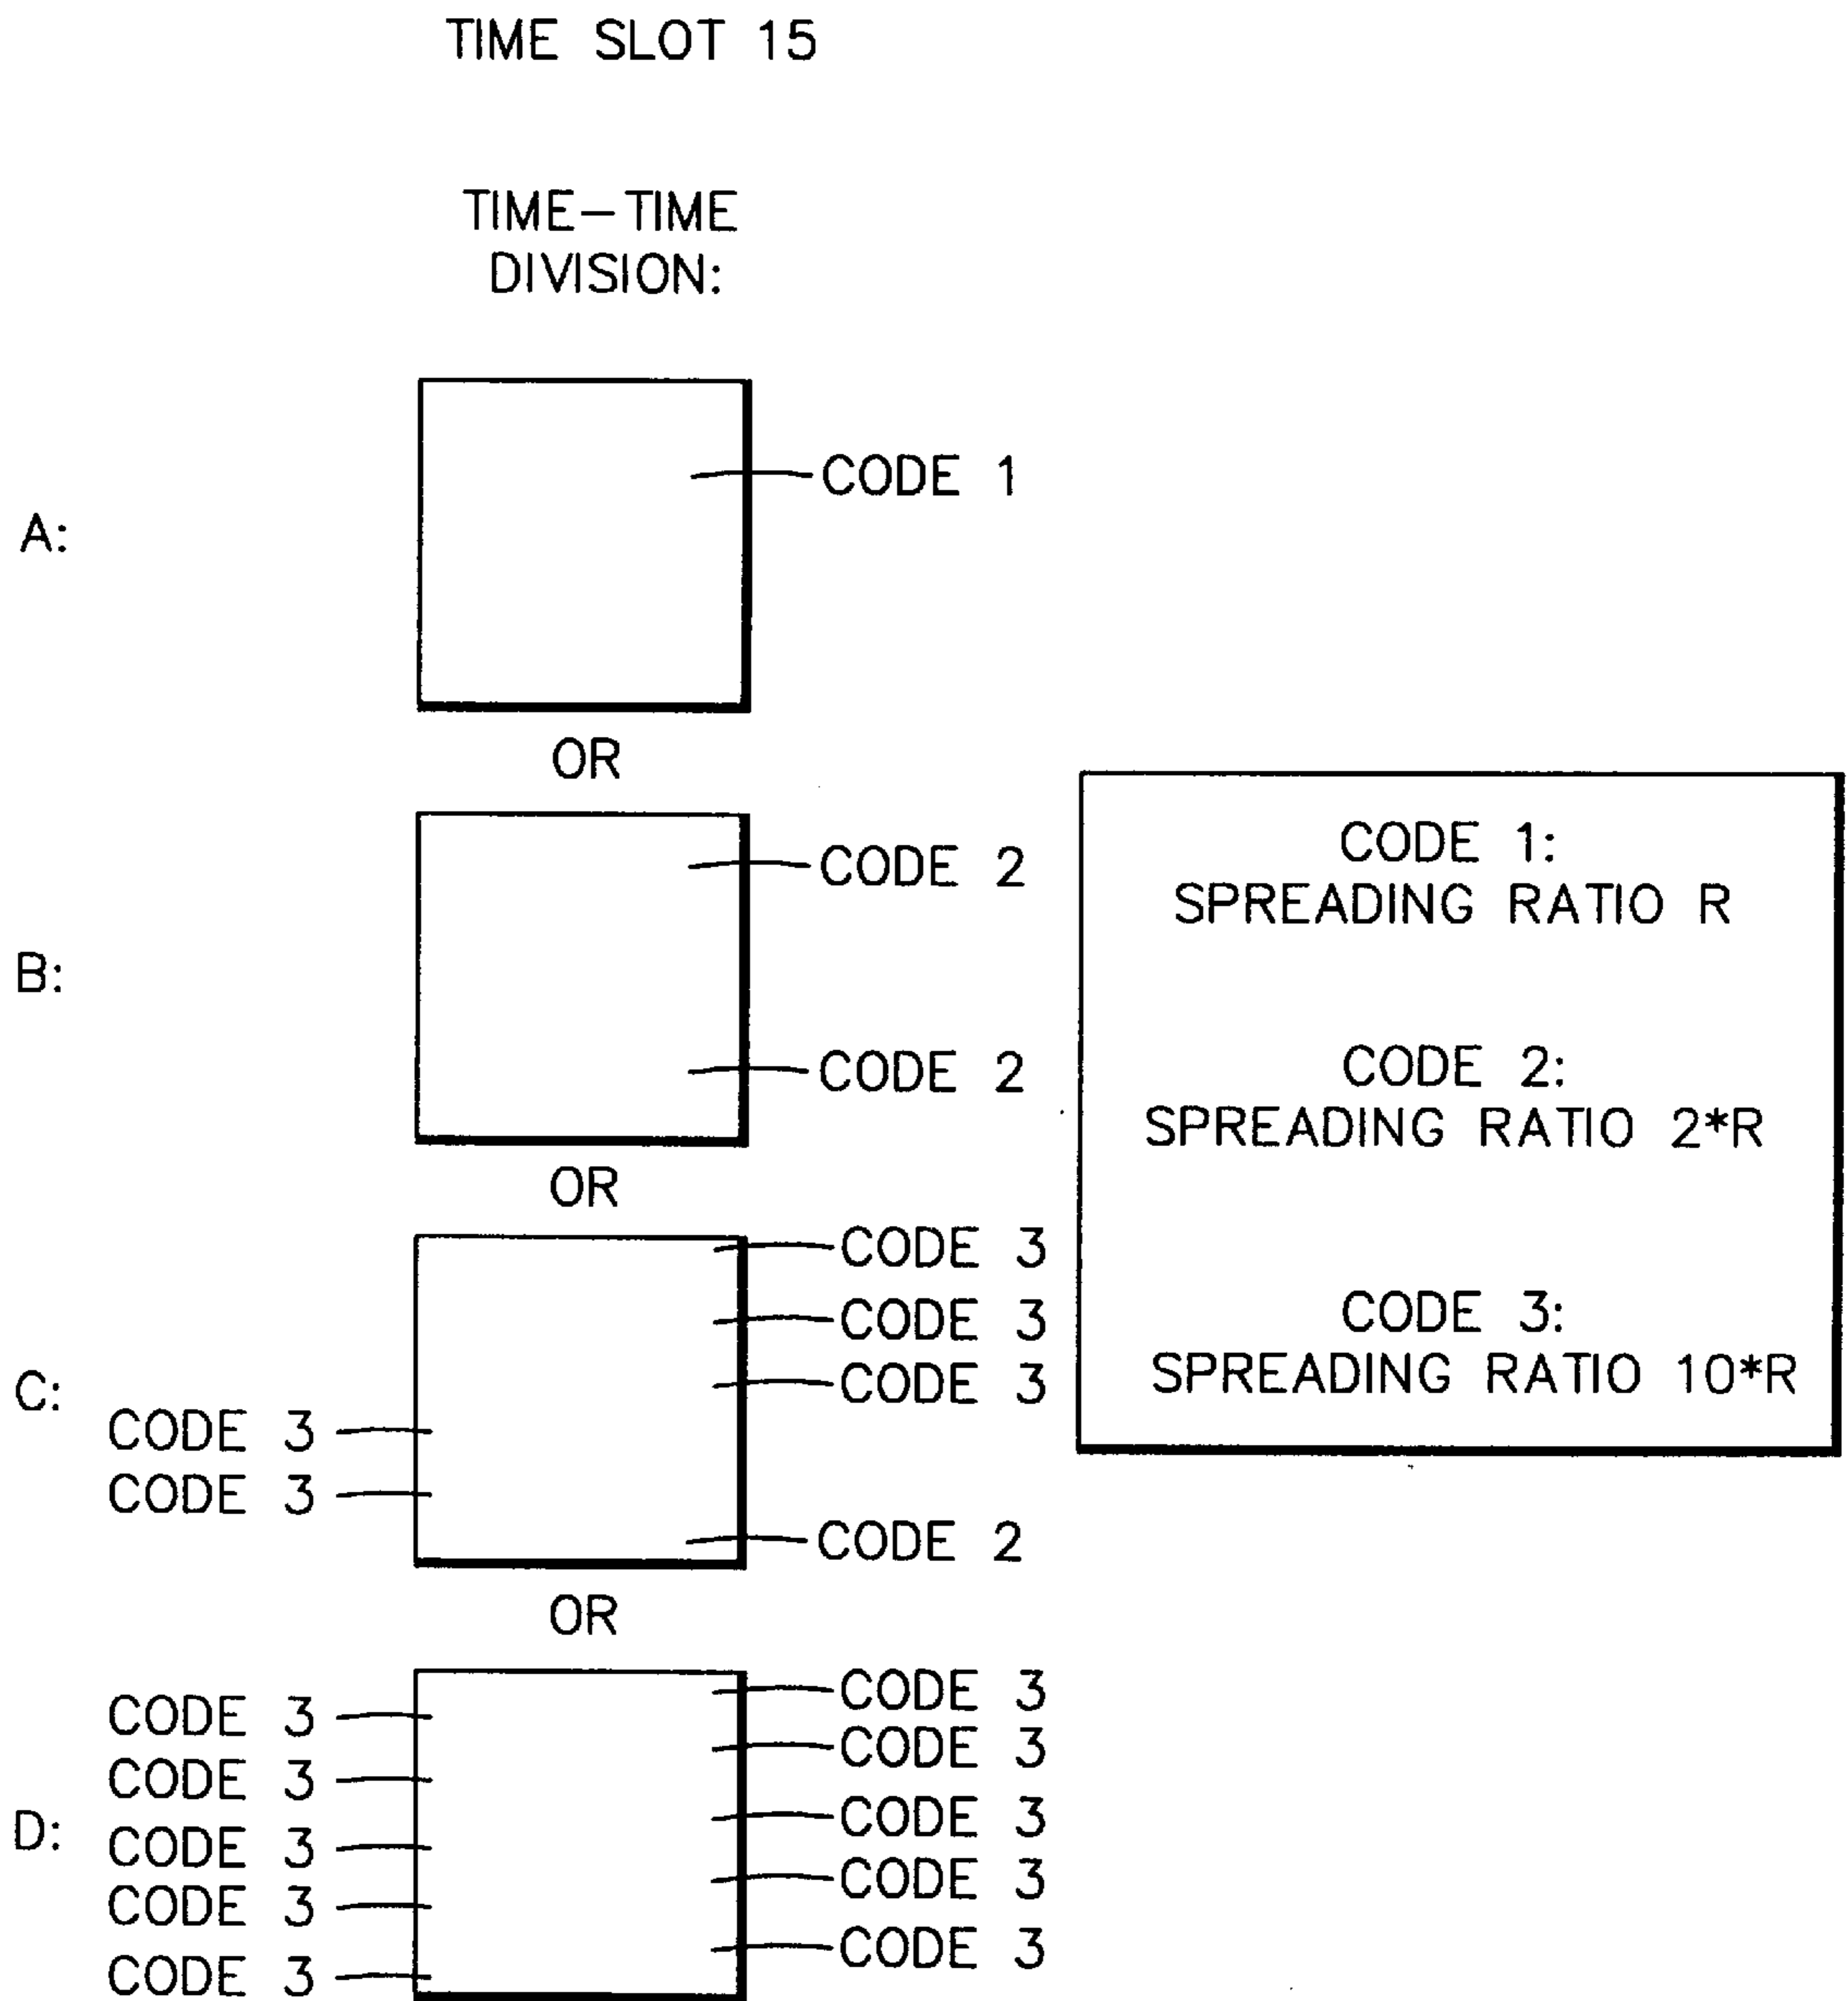 TIME SLOT 15
TIME-TIME
DIVISION:
A:
CODE 1
OR
B:
CODE 2
CODE 2
OR
C:
CODE 3
CODE 3
CODE 3
CODE 3
CODE 3
CODE 2
OR
D:
CODE 3
CODE 3
CODE 3
CODE 3
CODE 3
CODE 3
CODE 3
CODE 3
CODE 3
CODE 3
CODE 1:
SPREADING RATIO R
CODE 2:
SPREADING RATIO 2*R
CODE 3:
SPREADING RATIO 10*R